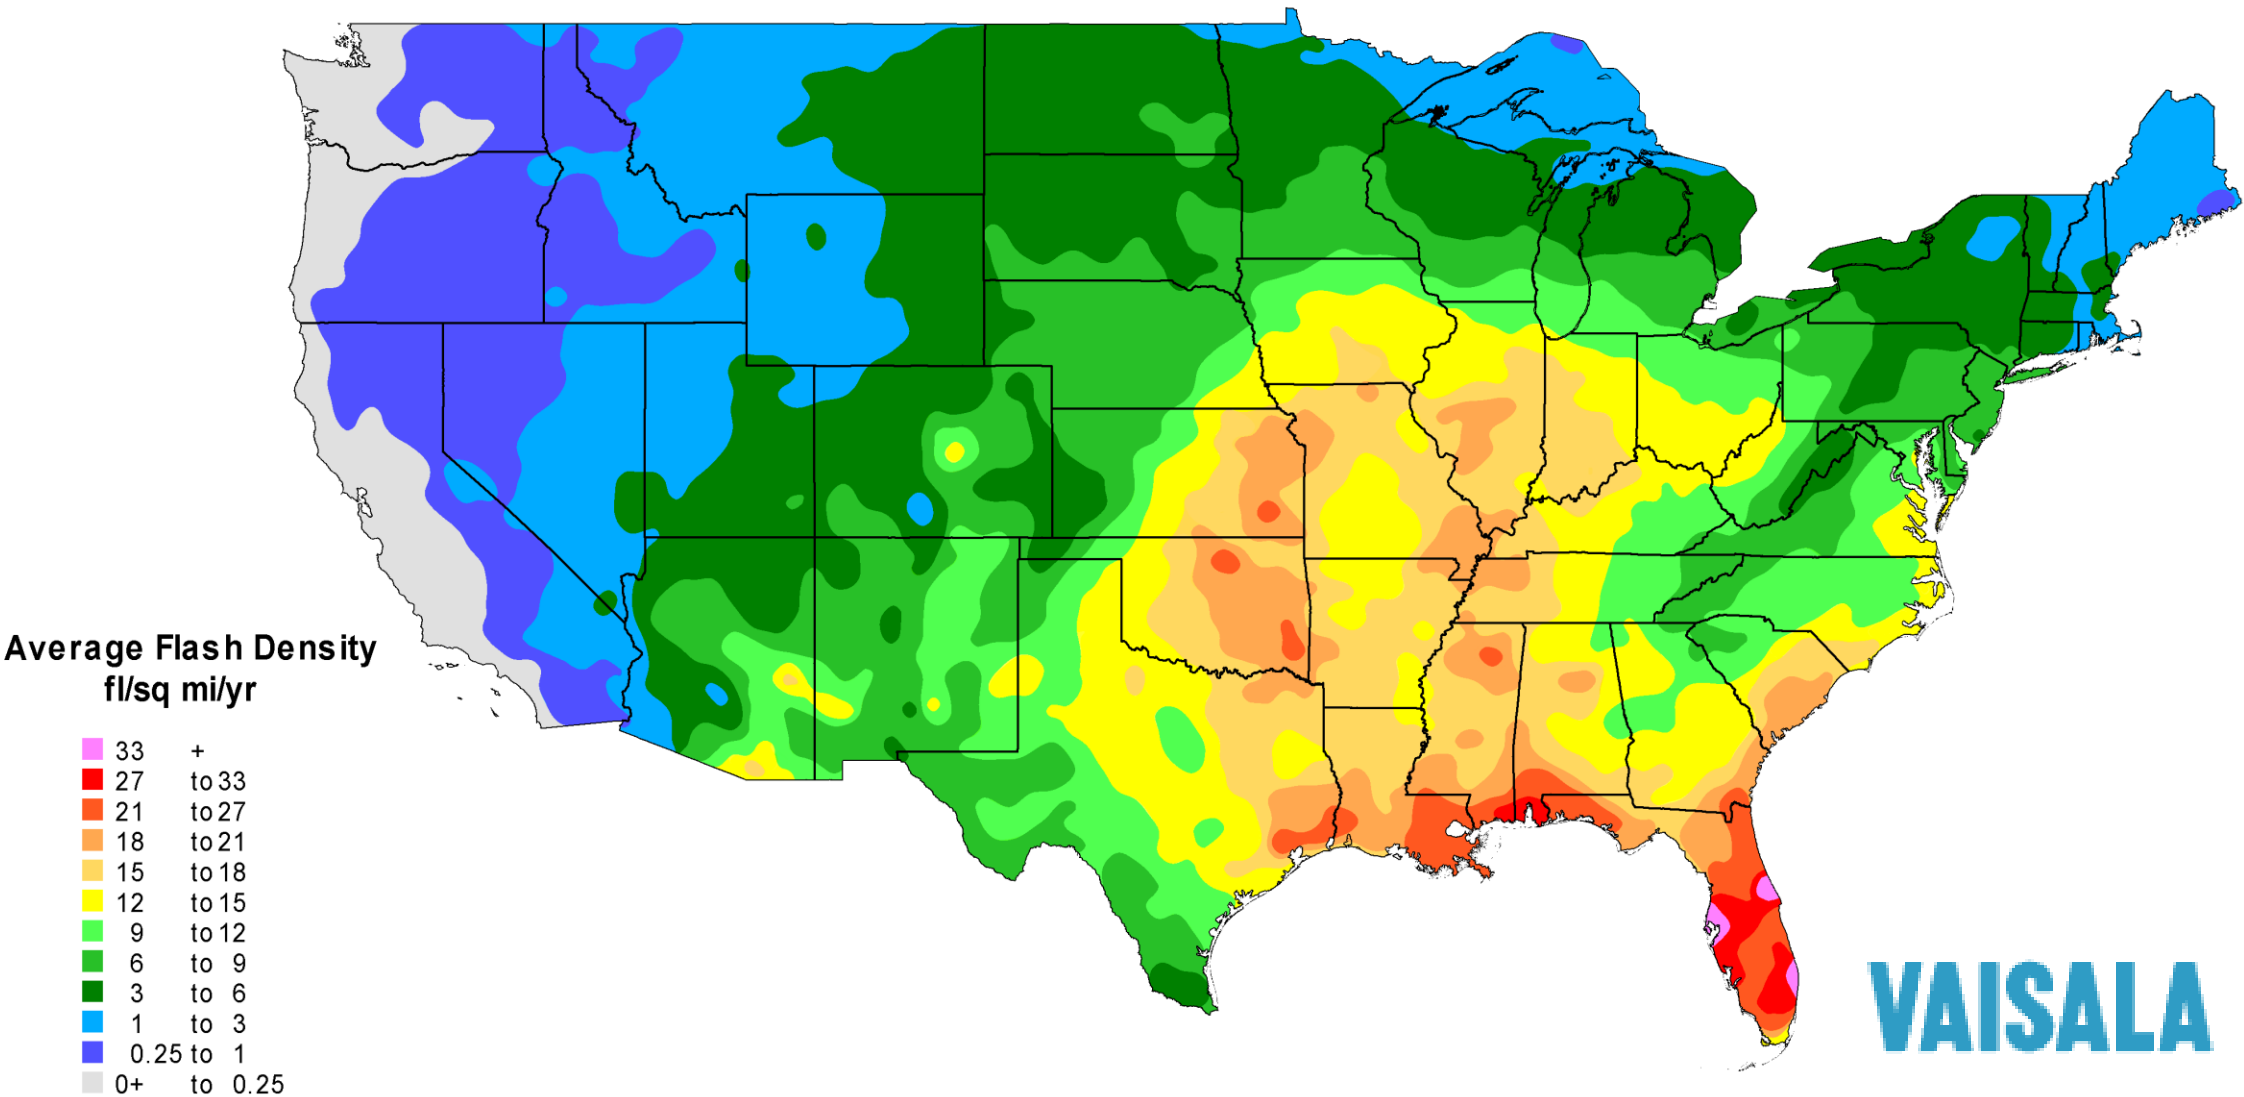 Average Flash Density
fl/sq mi/yr
33 +
27 to 33
21 to 27
18 to 21
15 to 18
12 to 15
9 to 12
6 to 9
3 to 6
1 to 3
0.25 to 1
0+ to 0.25
VAISALA